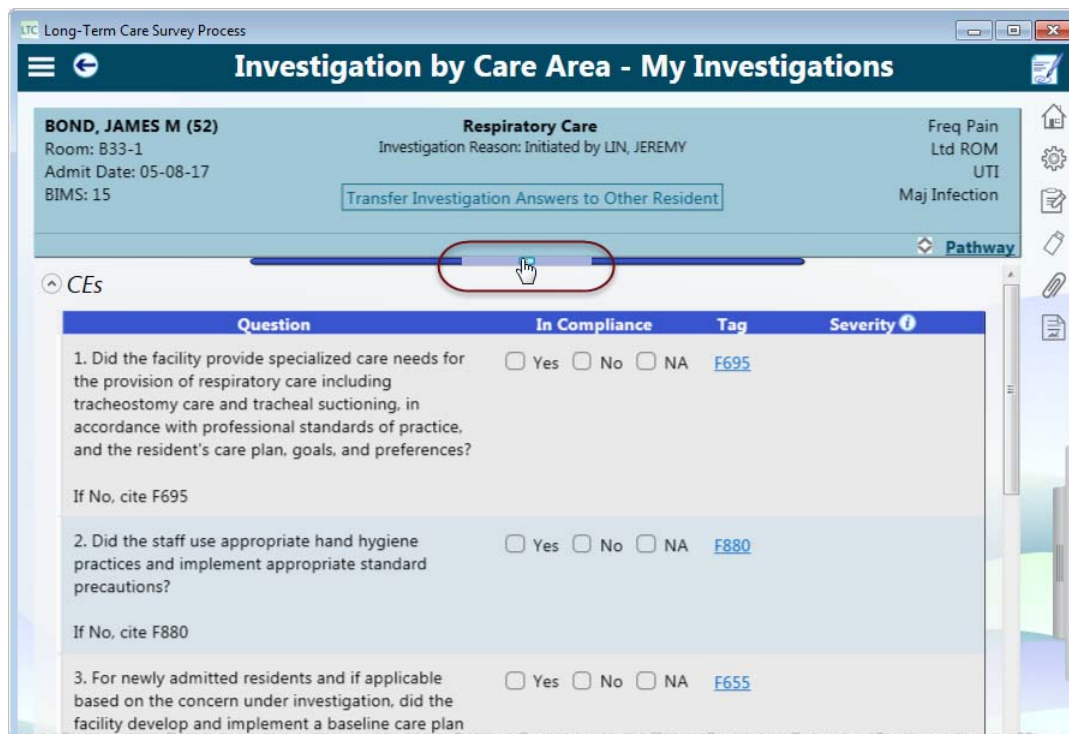 LTC Long-Term Care Survey Process
Investigation by Care Area - My Investigations
BOND, JAMES M (52)
Room: B33-1
Admit Date: 05-08-17
BIMS: 15
Respiratory Care
Investigation Reason: Initiated by LIN, JEREMY
Transfer Investigation Answers to Other Resident
Freq Pain
Ltd ROM
UTI
Maj Infection
Pathway
CEs
Question In Compliance Tag Severity
1. Did the facility provide specialized care needs for
the provision of respiratory care including
tracheostomy care and tracheal suctioning, in
accordance with professional standards of practice,
and the resident's care plan, goals, and preferences?
If No, cite F695
Yes No NA F695
2. Did the staff use appropriate hand hygiene
practices and implement appropriate standard
precautions?
If No, cite F880
Yes No NA F880
3. For newly admitted residents and if applicable
based on the concern under investigation, did the
facility develop and implement a baseline care plan
Yes No NA F655